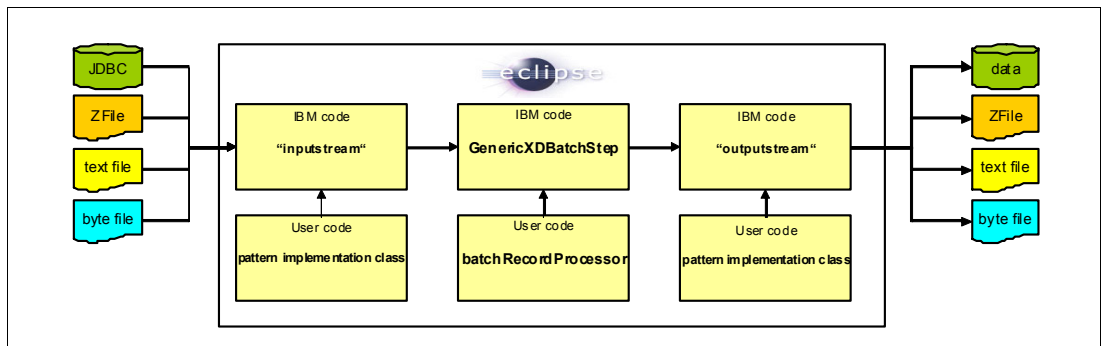 JDBC
ZFile
text file
byte file
eclipse
IBM code
“inputstream“
IBM code
GenericXDBatchStep
IBM code
“outputstream“
User code
pattern implementation class
User code
batchRecordProcessor
User code
pattern implementation class
data
ZFile
text file
byte file